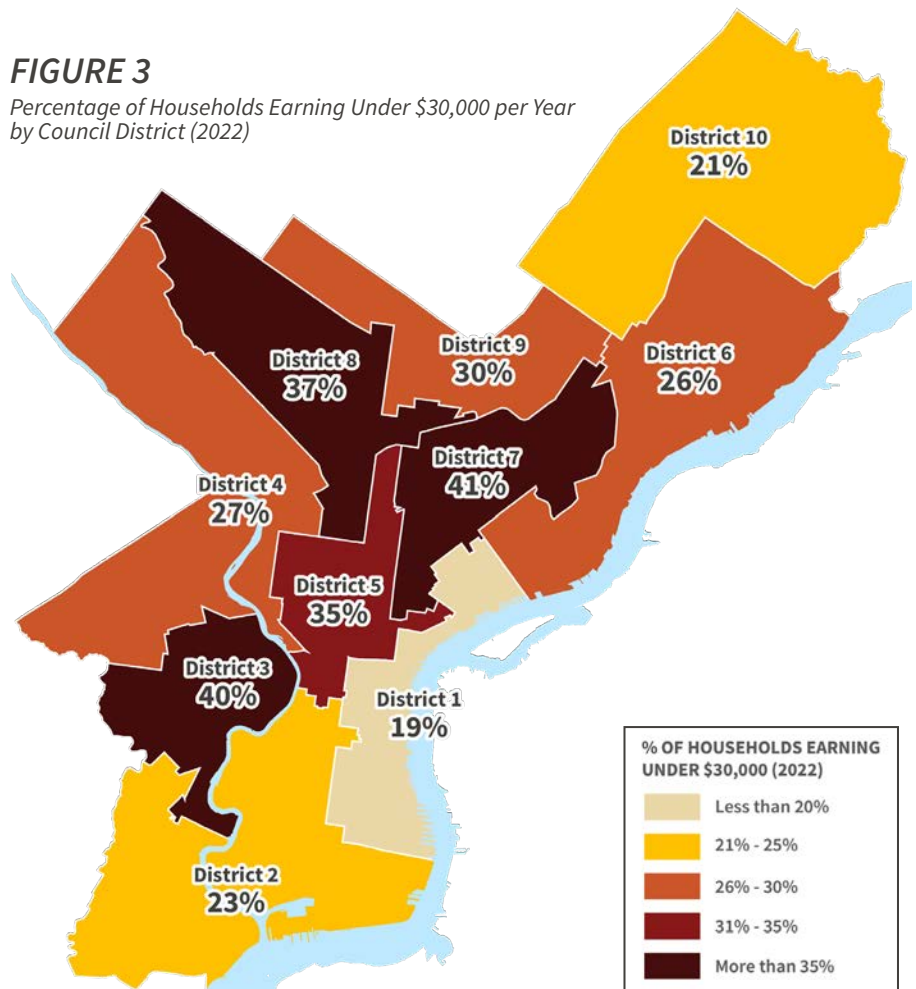 FIGURE 3
Percentage of Households Earning Under $30,000 per Year
by Council District (2022)
District 10
21%
District 9
30%
District 6
26%
District 8
37%
District 7
41%
District 4
27%
District 5
35%
District 3
40%
District 1
19%
District 2
23%
% OF HOUSEHOLDS EARNING
UNDER $30,000 (2022)
Less than 20%
21% - 25%
26% - 30%
31% - 35%
More than 35%